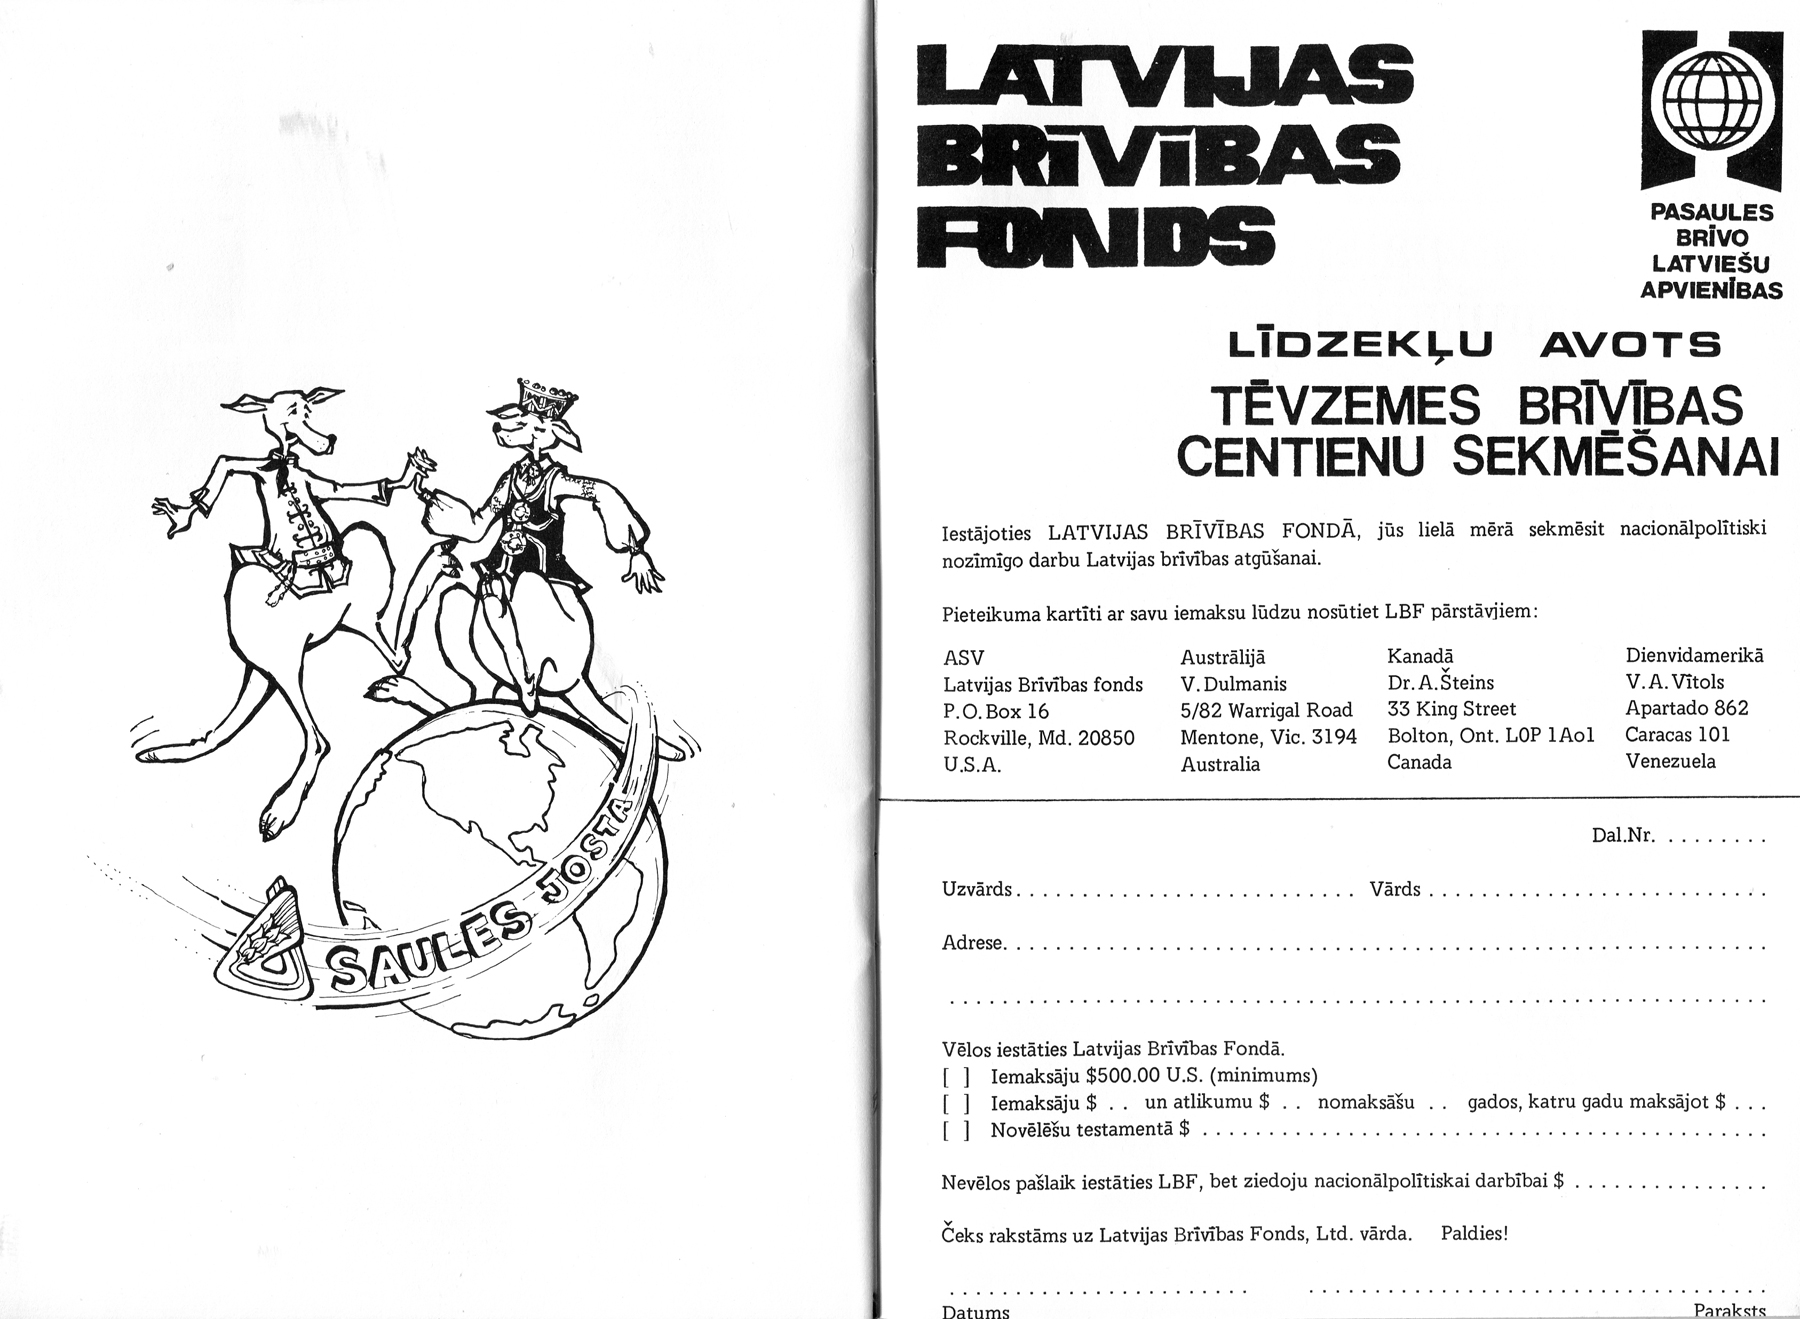 SAULES JOSTA
LATVIJAS
BRĪVĪBAS
FONDS
PASAULES
BRĪVO
LATVIEŠU
APVIENĪBAS
LĪDZEKĻU AVOTS
TĒVZEMES BRĪVĪBAS
CENTIENU SEKMĒŠANAI
Iestājoties LATVIJAS BRĪVĪBAS FONDĀ, jūs lielā mērā sekmēsit nacionālpolītiski
nozīmīgo darbu Latvijas brīvības atgūšanai.
Pieteikuma kartīti ar savu iemaksu lūdzu nosūtiet LBF pārstāvjiem:
ASV
Latvijas Brīvības fonds
P.O.Box 16
Rockville, Md. 20850
U.S.A.
Austrālijā
V.Dulmanis
5/82 Warrigal Road
Mentone, Vic. 3194
Australia
Kanadā
Dr.A.Šteins
33 King Street
Bolton, Ont. L0P 1Ao1
Canada
Dienvidamerikā
V.A.Vītols
Apartado 862
Caracas 101
Venezuela
Dal.Nr. . . . . . . . .
Uzvārds . . . . . . . . . . . . . . . . . . . . . . . . . . Vārds . . . . . . . . . . . . . . . . . . . . . . . . . .
Adrese. . . . . . . . . . . . . . . . . . . . . . . . . . . . . . . . . . . . . . . . . . . . . . . . . . . . . . . . . .
. . . . . . . . . . . . . . . . . . . . . . . . . . . . . . . . . . . . . . . . . . . . . . . . . . . . . . . . . . . . . .
Vēlos iestāties Latvijas Brīvības Fondā.
[ ] Iemaksāju $500.00 U.S. (minimums)
[ ] Iemaksāju $ . . un atlikumu $ . . nomaksāšu . . gados, katru gadu maksājot $ . . .
[ ] Novēlēšu testamentā $ . . . . . . . . . . . . . . . . . . . . . . . . . . . . . . . . . . . . . . . . . . .
Nevēlos pašlaik iestāties LBF, bet ziedoju nacionālpolītiskai darbībai $ . . . . . . . . . . . . . . .
Čeks rakstāms uz Latvijas Brīvības Fonds, Ltd. vārda. Paldies!
. . . . . . . . . . . . . . . . . . . . . . . . . . . . . . . . . . . . . . . . . . . . . . . . . . . . . . . . .
Datums Paraksts